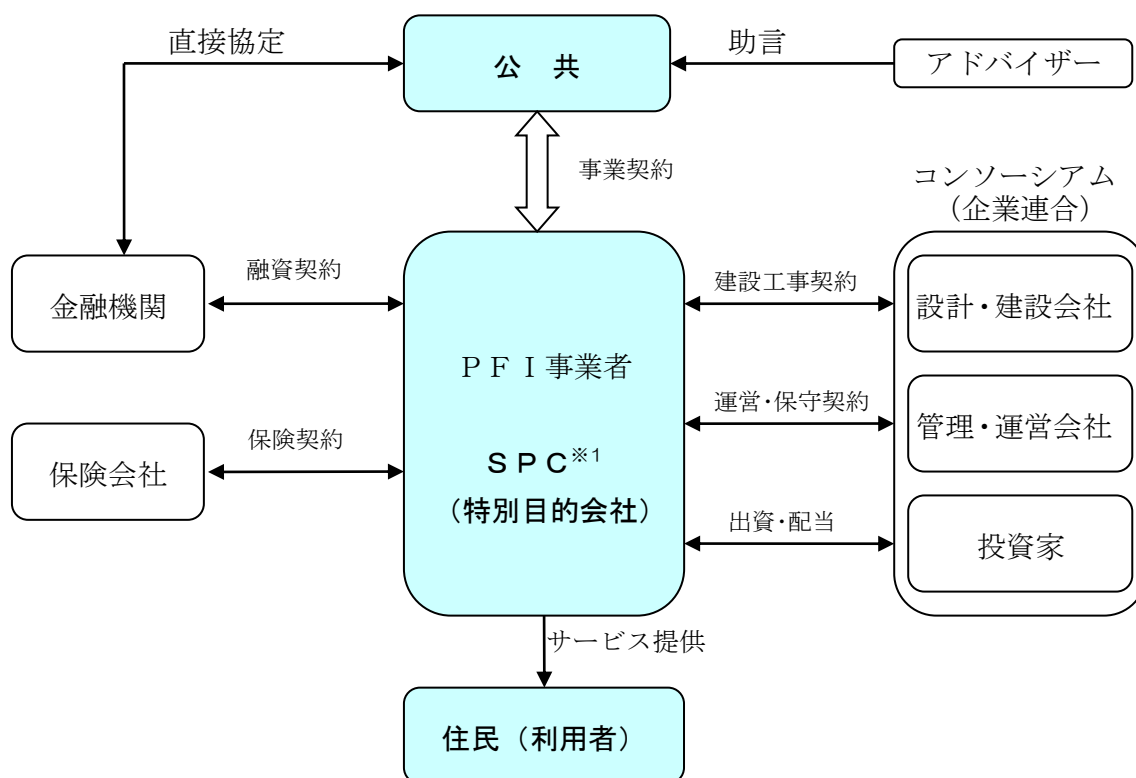 直接協定
公　共
助言
アドバイザー
事業契約
コンソーシアム
（企業連合）
金融機関
融資契約
建設工事契約
設計・建設会社
ＰＦＩ事業者
運営・保守契約
管理・運営会社
保険会社
保険契約
ＳＰＣ※1
（特別目的会社）
出資・配当
投資家
サービス提供
住民（利用者）